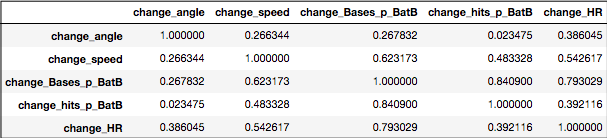 change_angle change_speed change_Bases_p_BatB change_hits_p_BatB change_HR
change_angle 1.000000 0.266344 0.267832 0.023475 0.386045
change_speed 0.266344 1.000000 0.623173 0.483328 0.542617
change_Bases_p_BatB 0.267832 0.623173 1.000000 0.840900 0.793029
change_hits_p_BatB 0.023475 0.483328 0.840900 1.000000 0.392116
change_HR 0.386045 0.542617 0.793029 0.392116 1.000000